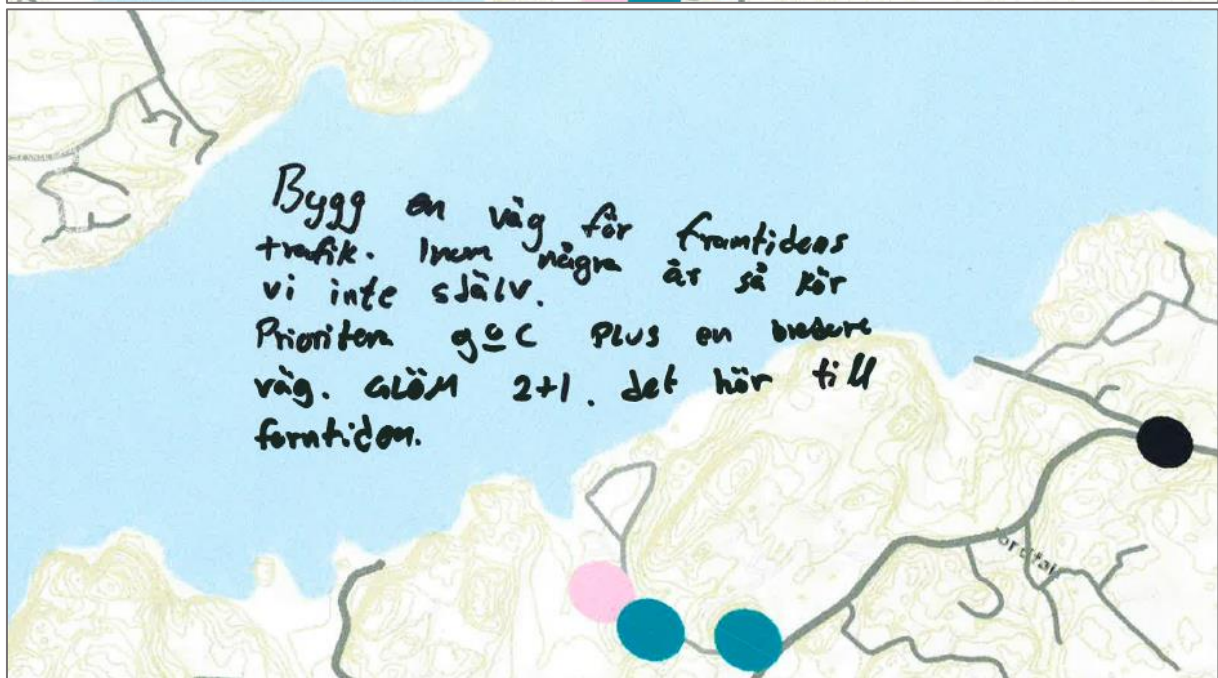 Bygg en väg för framtidens
trafik. Inom några år så kör
vi inte själv.
Prioritera goc PLUS en bredare
väg. GLÖM 2+1. det hör till
forntiden.